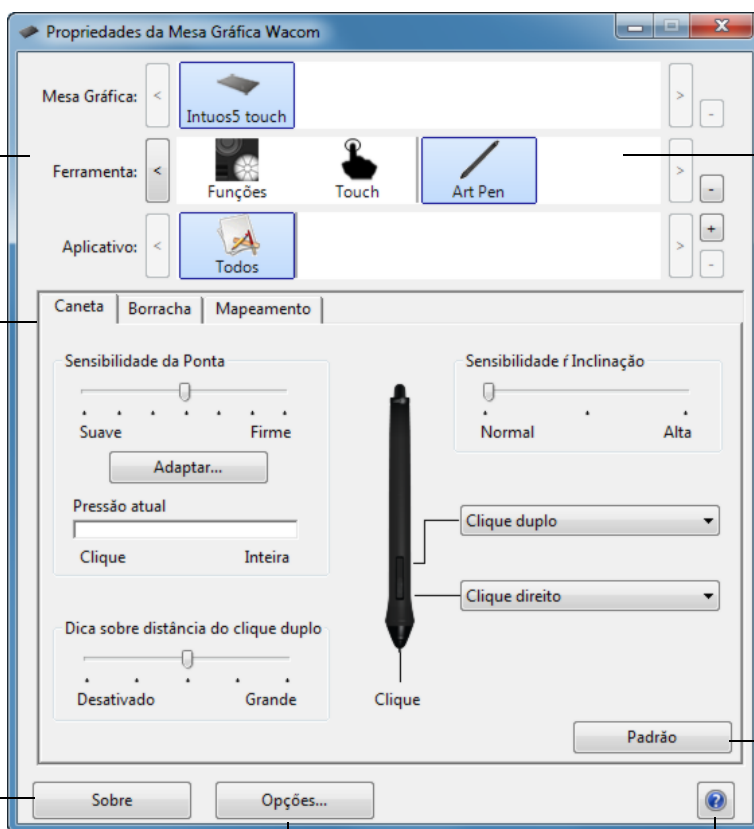 Propriedades da Mesa Gráfica Wacom
Mesa Gráfica: < Intuos5 touch > -
Ferramenta: < Funções Touch Art Pen > -
Aplicativo: < Todos > + -
Caneta Borracha Mapeamento
Sensibilidade da Ponta
Suave Firme
Adaptar...
Pressão atual
Clique Inteira
Dica sobre distância do clique duplo
Desativado Grande
Sensibilidade ŕ Inclinação
Normal Alta
Clique duplo
Clique direito
Clique
Padrão
Sobre Opções... ?